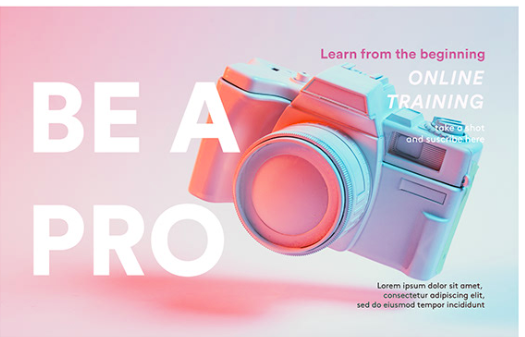 BE A
PRO
Learn from the beginning
ONLINE
TRAINING
take a shot
and suscribe here
Lorem ipsum dolor sit amet,
consectetur adipiscing elit,
sed do eiusmod tempor incididunt